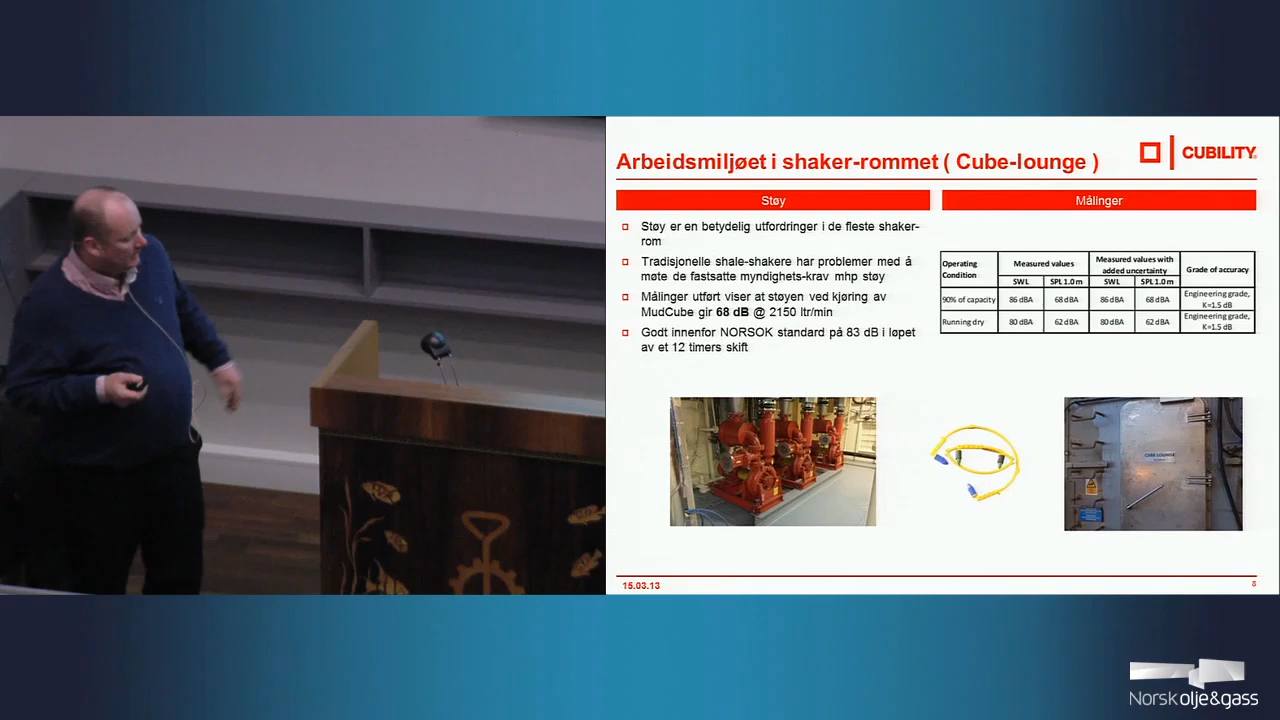 Arbeidsmiljøet i shaker-rommet ( Cube-lounge )
CUBILITY
Støy
Støy er en betydelig utfordringer i de fleste shaker-
rom
Tradisjonelle shale-shakere har problemer med å
møte de fastsatte myndighets-krav mhp støy
Målinger utført viser at støyen ved kjøring av
MudCube gir 68 dB @ 2150 ltr/min
Godt innenfor NORSOK standard på 83 dB i løpet
av et 12 timers skift
Målinger
Operating Condition Measured values Measured values with added uncertainty Grade of accuracy
SWL SPL 1.0 m SWL SPL 1.0 m
90% of capacity 86 dBA 68 dBA 86 dBA 68 dBA Engineering grade, K=1.5 dB
Running dry 80 dBA 62 dBA 80 dBA 62 dBA Engineering grade, K=1.5 dB
CUBE LOUNGE
15.03.13
8
Norsk olje&gass